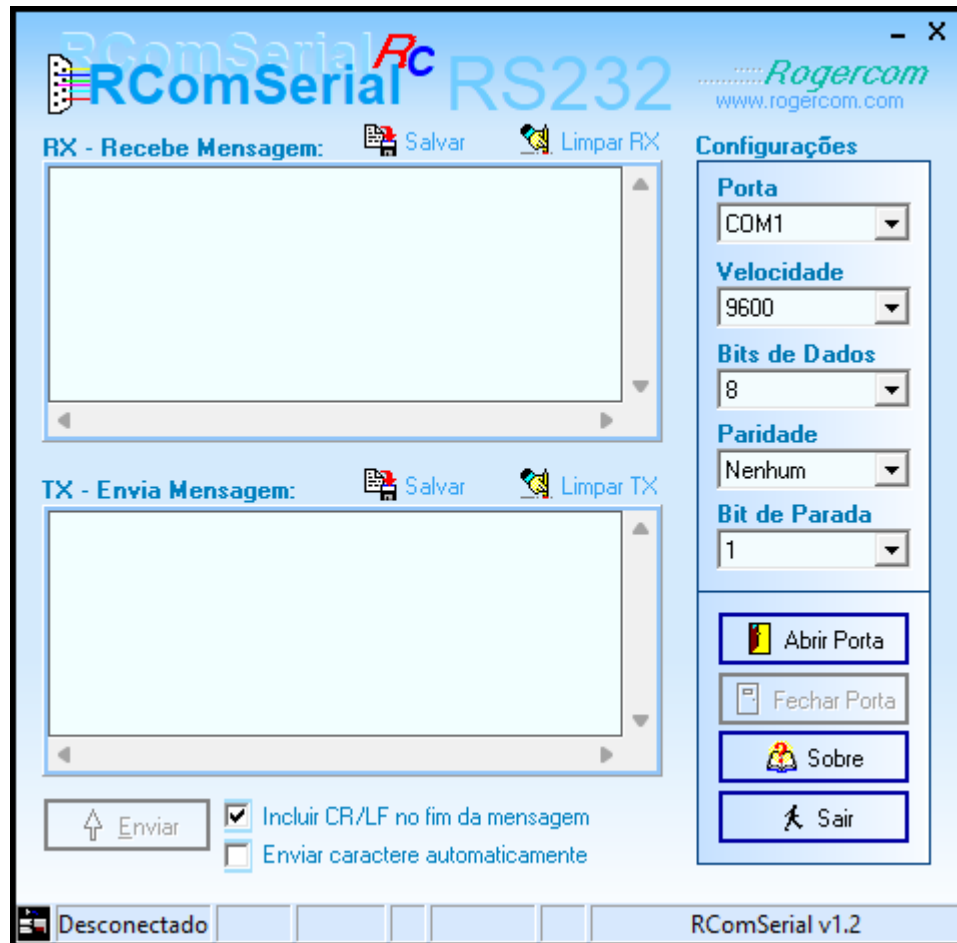 RComSerial RC RS232
Rogercom
www.rogercom.com
RX - Recebe Mensagem:
Salvar
Limpar RX
Configurações
Porta
COM1
Velocidade
9600
Bits de Dados
8
Paridade
Nenhum
Bit de Parada
1
TX - Envia Mensagem:
Salvar
Limpar TX
Abrir Porta
Fechar Porta
Sobre
Sair
Enviar
Incluir CR/LF no fim da mensagem
Enviar caractere automaticamente
Desconectado
RComSerial v1.2